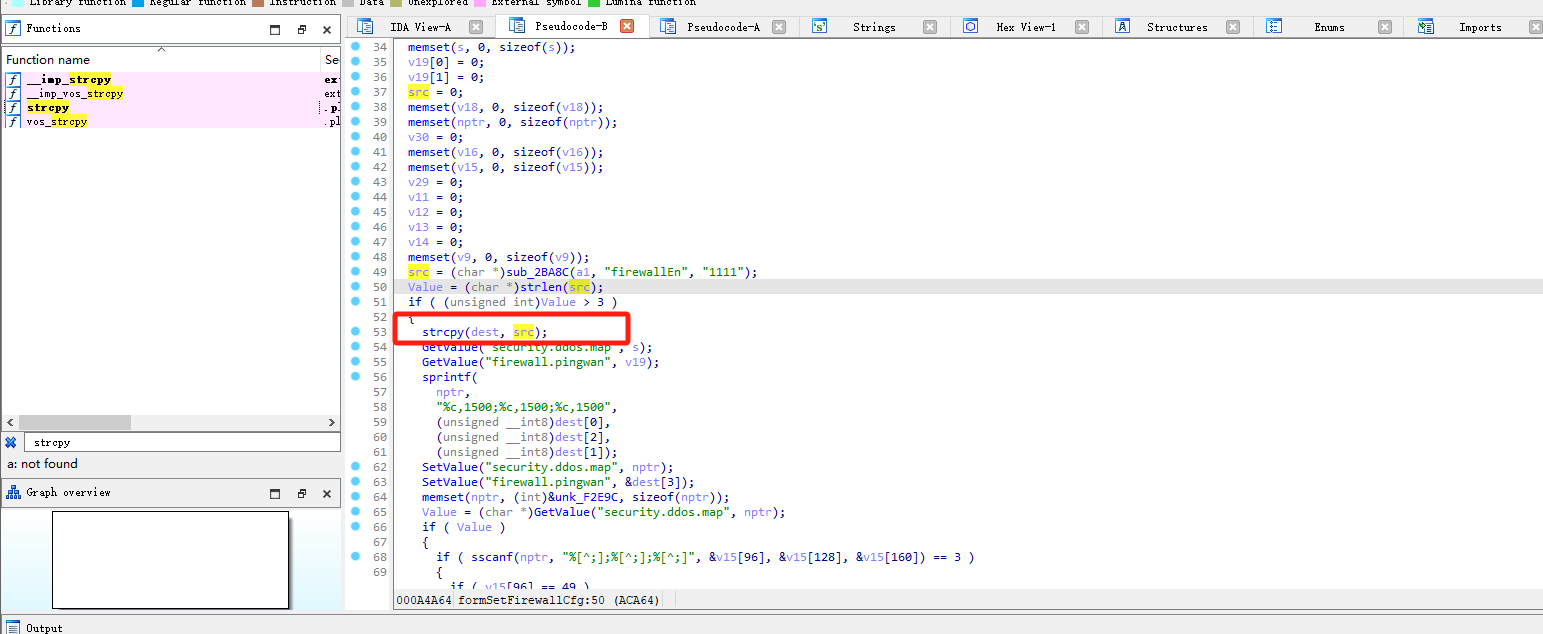 Library function Regular function Instruction Data Unexplored External symbol Lumina function
Functions
Function name Se
__imp_strcpy ext
__imp_vos_strcpy ext
strcpy .pl
vos_strcpy .pl
strcpy
a: not found
Graph overview
Output
IDA View-A Pseudocode-B Pseudocode-A Strings Hex View-1 Structures Enums Imports
34 memset(s, 0, sizeof(s));
35 v19[0] = 0;
36 v19[1] = 0;
37 src = 0;
38 memset(v18, 0, sizeof(v18));
39 memset(nptr, 0, sizeof(nptr));
40 v30 = 0;
41 memset(v16, 0, sizeof(v16));
42 memset(v15, 0, sizeof(v15));
43 v29 = 0;
44 v11 = 0;
45 v12 = 0;
46 v13 = 0;
47 v14 = 0;
48 memset(v9, 0, sizeof(v9));
49 src = (char *)sub_2BA8C(a1, "firewallEn", "1111");
50 Value = (char *)strlen(src);
51 if ( (unsigned int)Value > 3 )
52 {
53 strcpy(dest, src);
54 GetValue("security.ddos.map", s);
55 GetValue("firewall.pingwan", v19);
56 sprintf(
57 nptr,
58 "%c,1500;%c,1500;%c,1500",
59 (unsigned __int8)dest[0],
60 (unsigned __int8)dest[2],
61 (unsigned __int8)dest[1]);
62 SetValue("security.ddos.map", nptr);
63 SetValue("firewall.pingwan", &dest[3]);
64 memset(nptr, (int)&unk_F2E9C, sizeof(nptr));
65 Value = (char *)GetValue("security.ddos.map", nptr);
66 if ( Value )
67 {
68 if ( sscanf(nptr, "%[^;];%[^;];%[^;]", &v15[96], &v15[128], &v15[160]) == 3 )
69 {
if ( v15[96] == 49 )
000A4A64 formSetFirewallCfg:50 (ACA64)